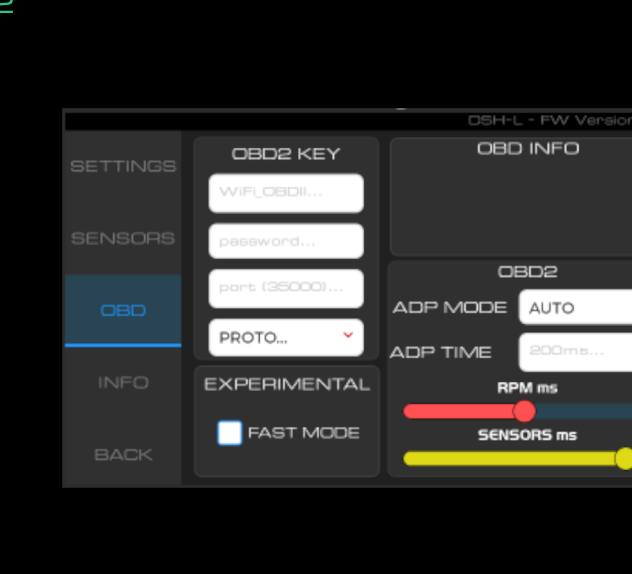 DSH-L - FW Version
SETTINGS
SENSORS
OBD
INFO
BACK
OBD2 KEY
WiFi_OBDII...
password...
port (35000)...
PROTO...
EXPERIMENTAL
FAST MODE
OBD INFO
OBD2
ADP MODE
AUTO
ADP TIME
200ms...
RPM ms
SENSORS ms